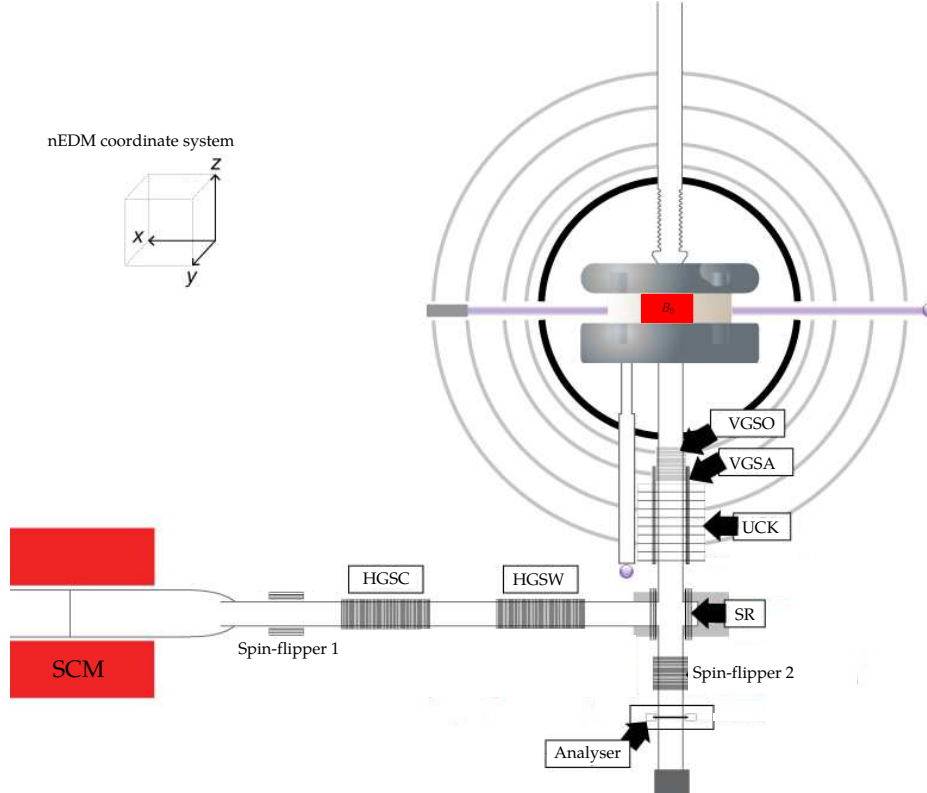 nEDM coordinate system
z
x
y
B₀
VGSO
VGSA
UCK
HGSC
HGSW
SR
Spin-flipper 1
SCM
Spin-flipper 2
Analyser